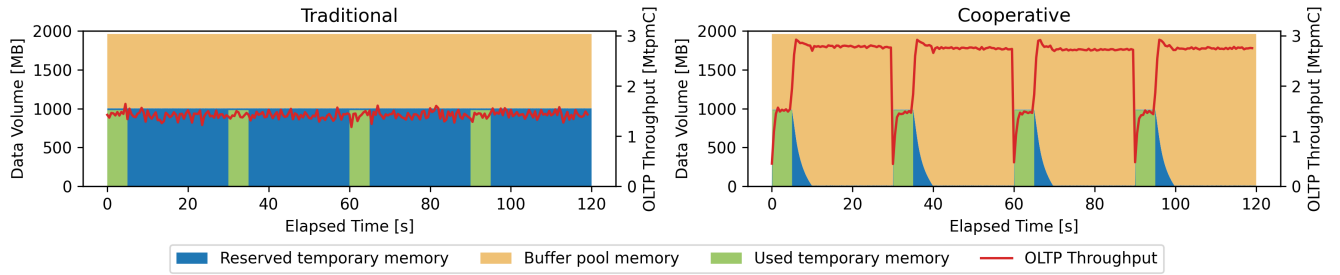 Traditional
Data Volume [MB]
2000
1500
1000
500
0
3
2
1
0
OLTP Throughput [MtpmC]
0 20 40 60 80 100 120
Elapsed Time [s]
Cooperative
Data Volume [MB]
2000
1500
1000
500
0
3
2
1
0
OLTP Throughput [MtpmC]
0 20 40 60 80 100 120
Elapsed Time [s]
Reserved temporary memory Buffer pool memory Used temporary memory OLTP Throughput